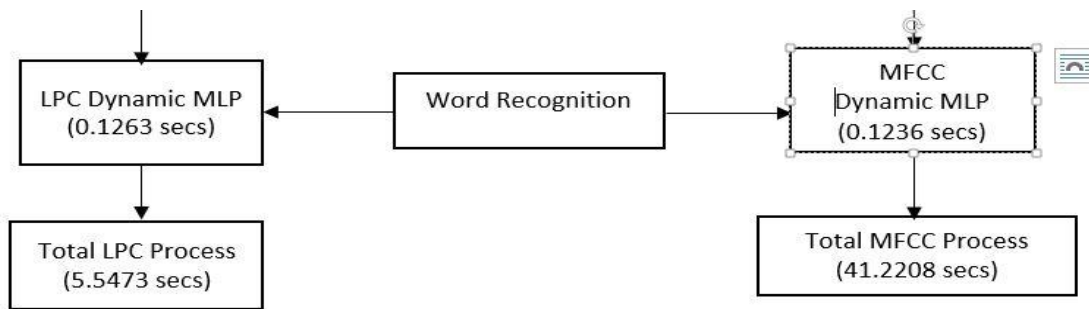 LPC Dynamic MLP
(0.1263 secs)
Word Recognition
MFCC
Dynamic MLP
(0.1236 secs)
Total LPC Process
(5.5473 secs)
Total MFCC Process
(41.2208 secs)